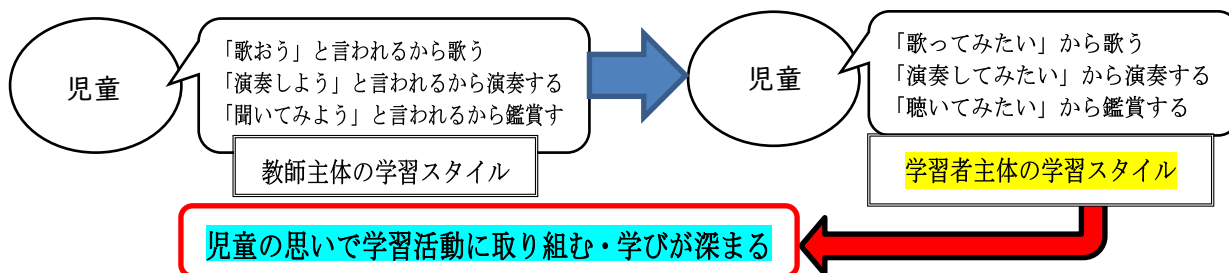 児童
「歌おう」と言われるから歌う
「演奏しよう」と言われるから演奏する
「聞いてみよう」と言われるから鑑賞す
教師主体の学習スタイル
児童
「歌ってみたい」から歌う
「演奏してみたい」から演奏する
「聴いてみたい」から鑑賞する
学習者主体の学習スタイル
児童の思いで学習活動に取り組む・学びが深まる